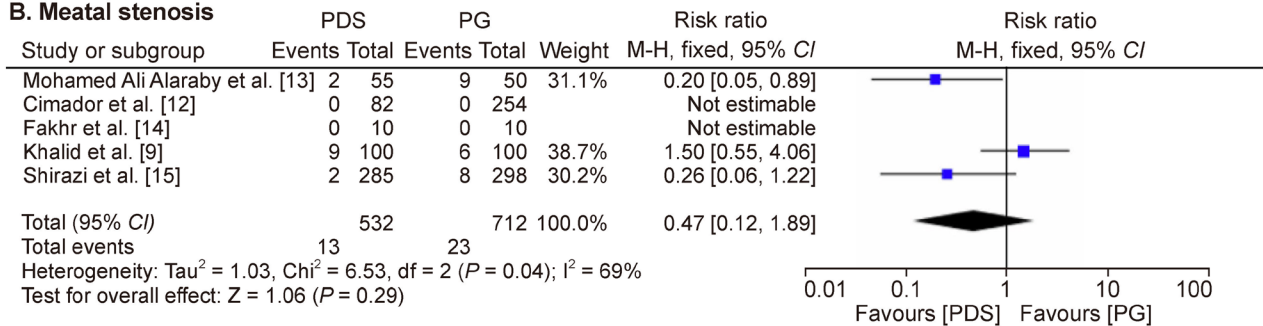 B. Meatal stenosis
PDS PG Risk ratio Risk ratio
Study or subgroup Events Total Events Total Weight M-H, fixed, 95% CI M-H, fixed, 95% CI
Mohamed Ali Alaraby et al. [13] 2 55 9 50 31.1% 0.20 [0.05, 0.89]
Cimador et al. [12] 0 82 0 254 Not estimable
Fakhr et al. [14] 0 10 0 10 Not estimable
Khalid et al. [9] 9 100 6 100 38.7% 1.50 [0.55, 4.06]
Shirazi et al. [15] 2 285 8 298 30.2% 0.26 [0.06, 1.22]
Total (95% CI) 532 712 100.0% 0.47 [0.12, 1.89]
Total events 13 23
Heterogeneity: Tau² = 1.03, Chi² = 6.53, df = 2 (P = 0.04); I² = 69%
Test for overall effect: Z = 1.06 (P = 0.29)
0.01 0.1 1 10 100
Favours [PDS] Favours [PG]